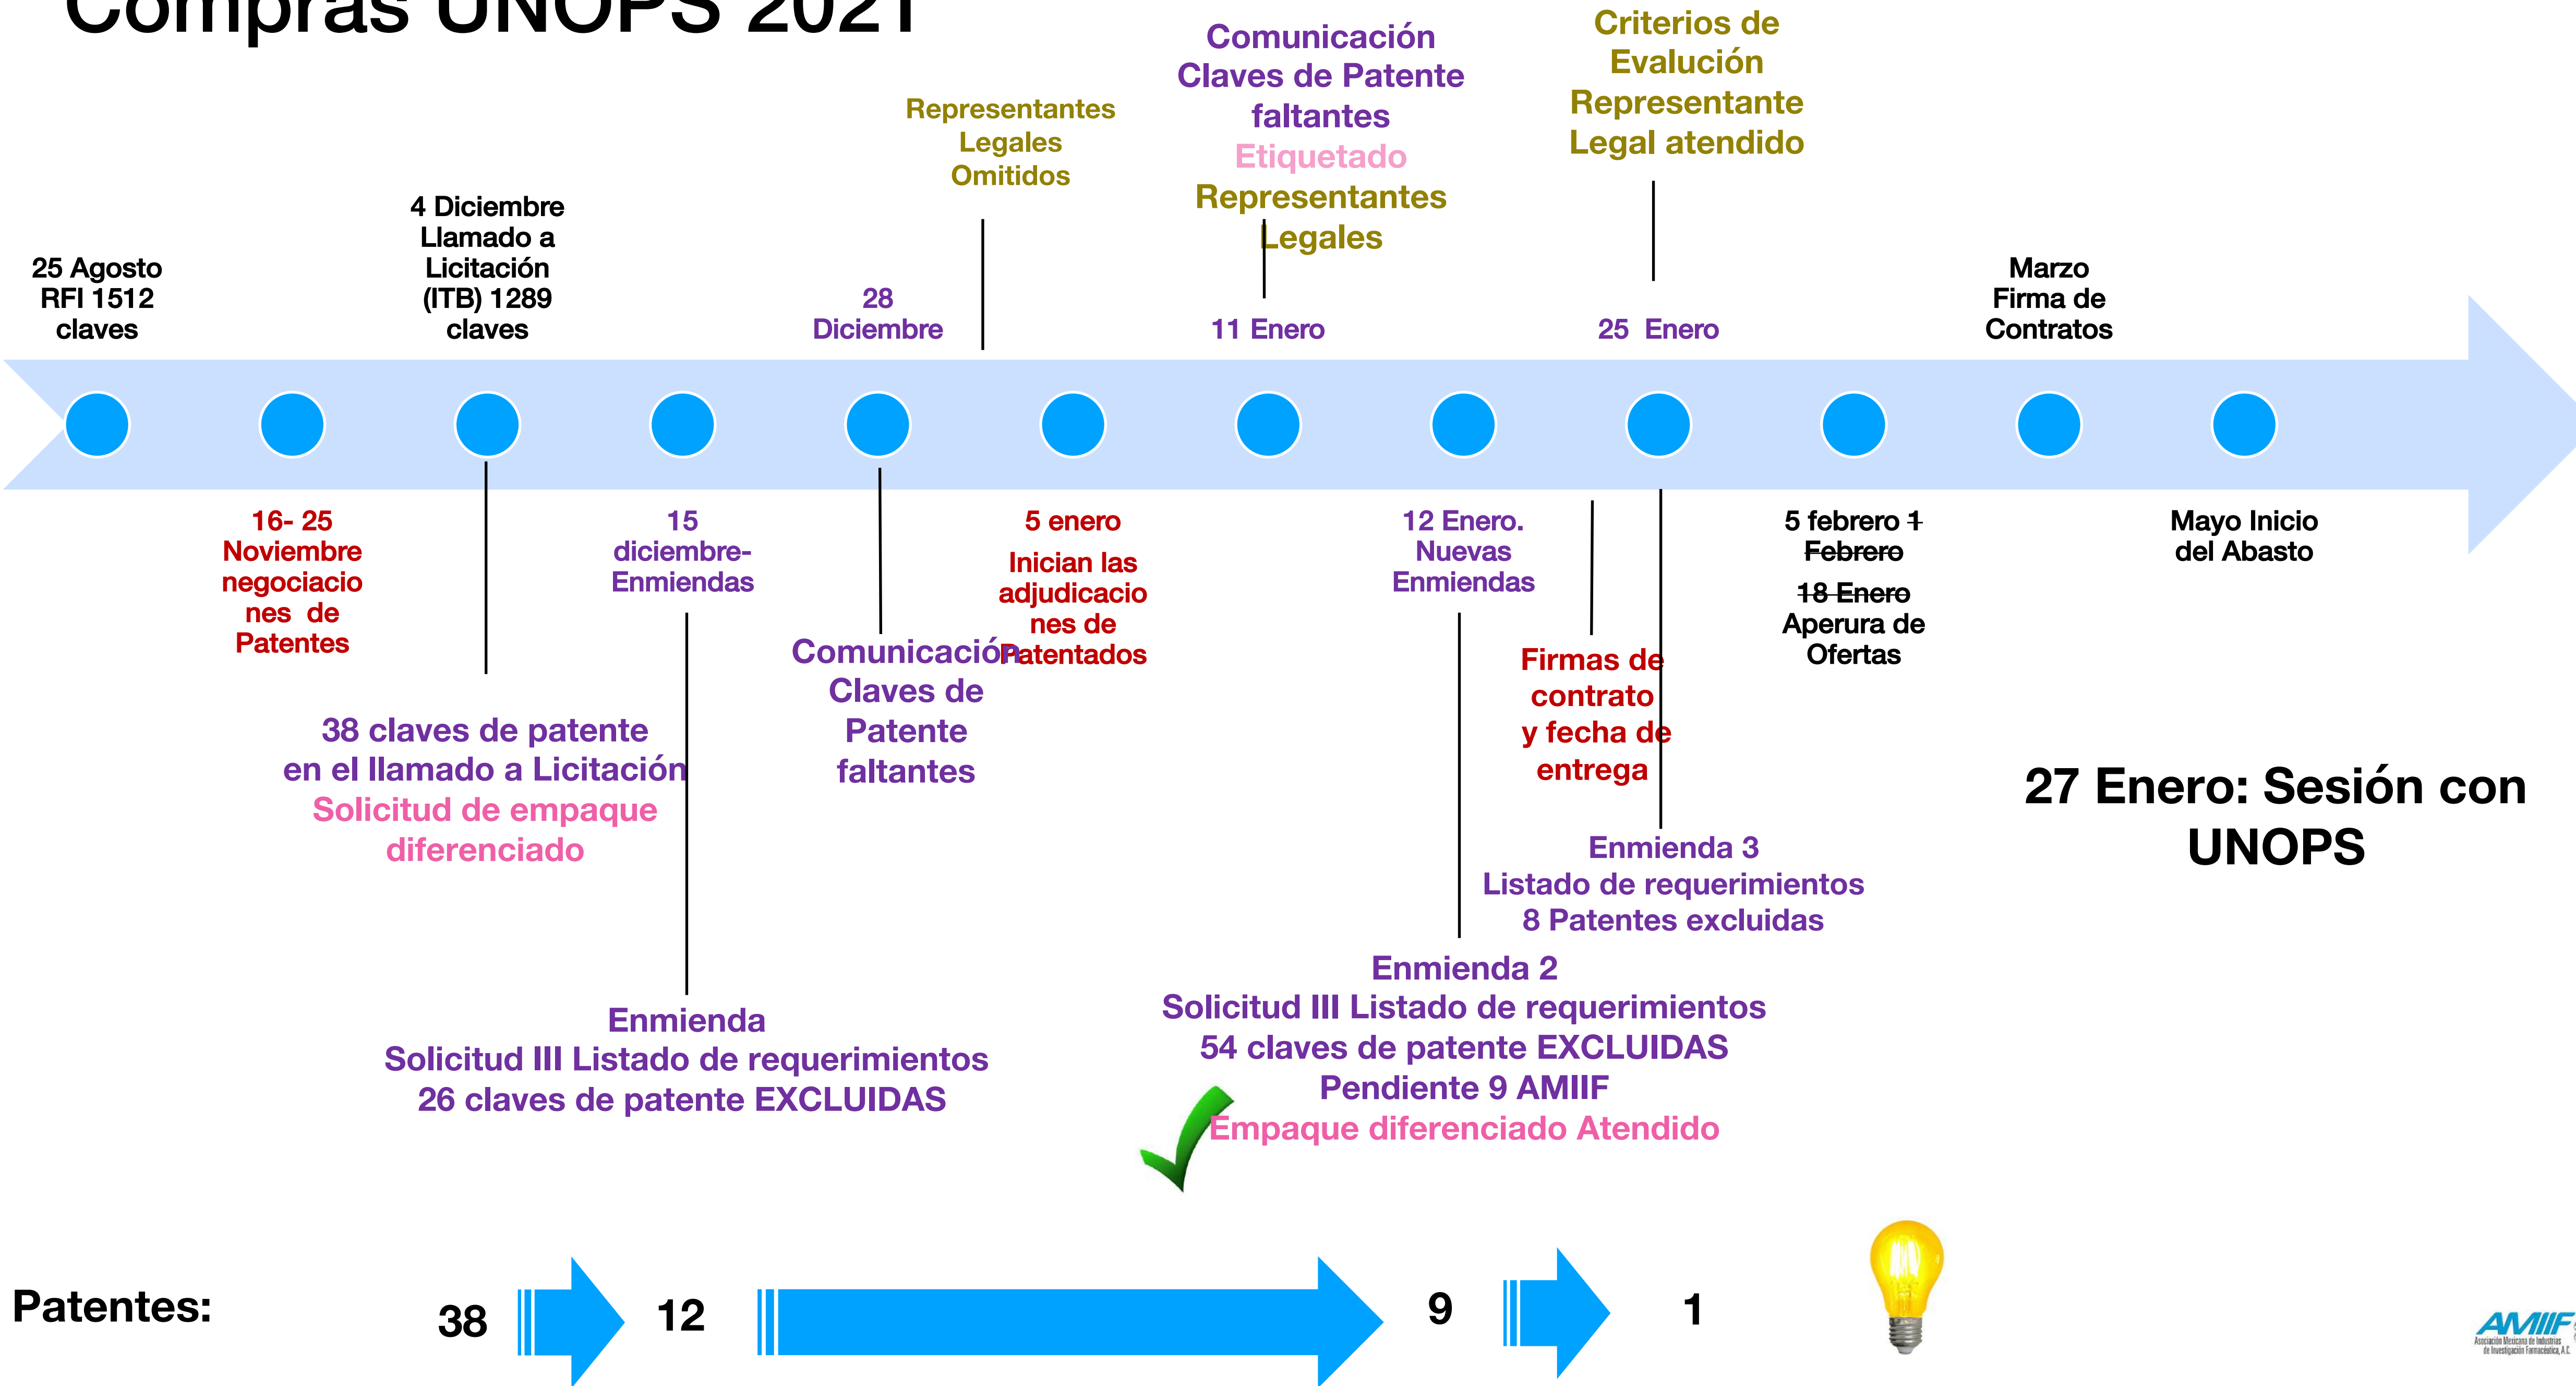 Compras UNOPS 2021
25 Agosto
RFI 1512
claves
4 Diciembre
Llamado a
Licitación
(ITB) 1289
claves
28
Diciembre
Representantes
Legales
Omitidos
Comunicación
Claves de Patente
faltantes
Etiquetado
Representantes
Legales
11 Enero
Criterios de
Evalución
Representante
Legal atendido
25 Enero
Marzo
Firma de
Contratos
16- 25
Noviembre
negociacio
nes de
Patentes
38 claves de patente
en el llamado a Licitación
Solicitud de empaque
diferenciado
15
diciembre-
Enmiendas
Enmienda
Solicitud III Listado de requerimientos
26 claves de patente EXCLUIDAS
Comunicación
Claves de
Patente
faltantes
5 enero
Inician las
adjudicacio
nes de
Patentados
12 Enero.
Nuevas
Enmiendas
Enmienda 2
Solicitud III Listado de requerimientos
54 claves de patente EXCLUIDAS
Pendiente 9 AMIIF
Empaque diferenciado Atendido
Firmas de
contrato
y fecha de
entrega
Enmienda 3
Listado de requerimientos
8 Patentes excluidas
5 febrero 1
Febrero
18 Enero
Aperura de
Ofertas
Mayo Inicio
del Abasto
27 Enero: Sesión con
UNOPS
Patentes:
38
12
9
1
AMIIF
Asociación Mexicana de Industrias
de Investigación Farmacéutica, A.C.